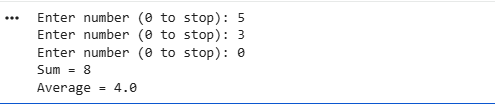 Enter number (0 to stop): 5
Enter number (0 to stop): 3
Enter number (0 to stop): 0
Sum = 8
Average = 4.0